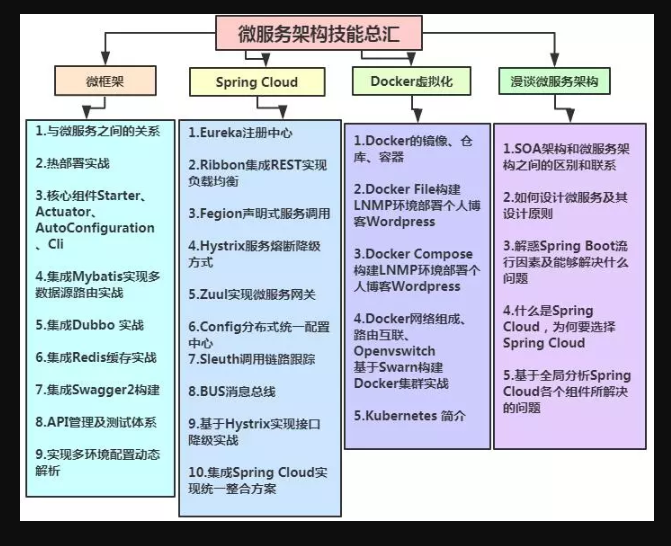 微服务架构技能总汇
微框架
Spring Cloud
Docker虚拟化
漫谈微服务架构
1.与微服务之间的关系
2.热部署实战
3.核心组件Starter、
Actuator、
AutoConfiguration
、Cli
4.集成Mybatis实现多
数据源路由实战
5.集成Dubbo 实战
6.集成Redis缓存实战
7.集成Swagger2构建
8.API管理及测试体系
9.实现多环境配置动态
解析
1.Eureka注册中心
2.Ribbon集成REST实现
负载均衡
3.Fegion声明式服务调用
4.Hystrix服务熔断降级
方式
5.Zuul实现微服务网关
6.Config分布式统一配置
中心
7.Sleuth调用链路跟踪
8.BUS消息总线
9.基于Hystrix实现接口
降级实战
10.集成Spring Cloud实
现统一整合方案
1.Docker的镜像、仓
库、容器
2.Docker File构建
LNMP环境部署个人博
客Wordpress
3.Docker Compose
构建LNMP环境部署个
人博客Wordpress
4.Docker网络组成、
路由互联、
Openvswitch
基于Swarn构建
Docker集群实战
5.Kubernetes 简介
1.SOA架构和微服务架
构之间的区别和联系
2.如何设计微服务及其
设计原则
3.解惑Spring Boot流
行因素及能够解决什么
问题
4.什么是Spring
Cloud，为何要选择
Spring Cloud
5.基于全局分析Spring
Cloud各个组件所解决
的问题